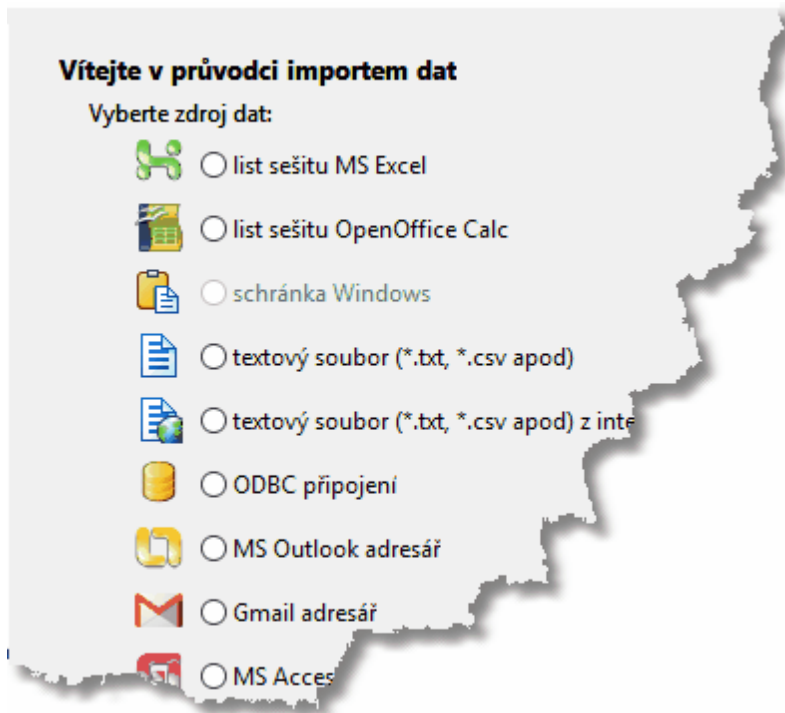 Vítejte v průvodci importem dat
Vyberte zdroj dat:
list sešitu MS Excel
list sešitu OpenOffice Calc
schránka Windows
textový soubor (*.txt, *.csv apod)
textový soubor (*.txt, *.csv apod) z inte
ODBC připojení
MS Outlook adresář
Gmail adresář
MS Acces